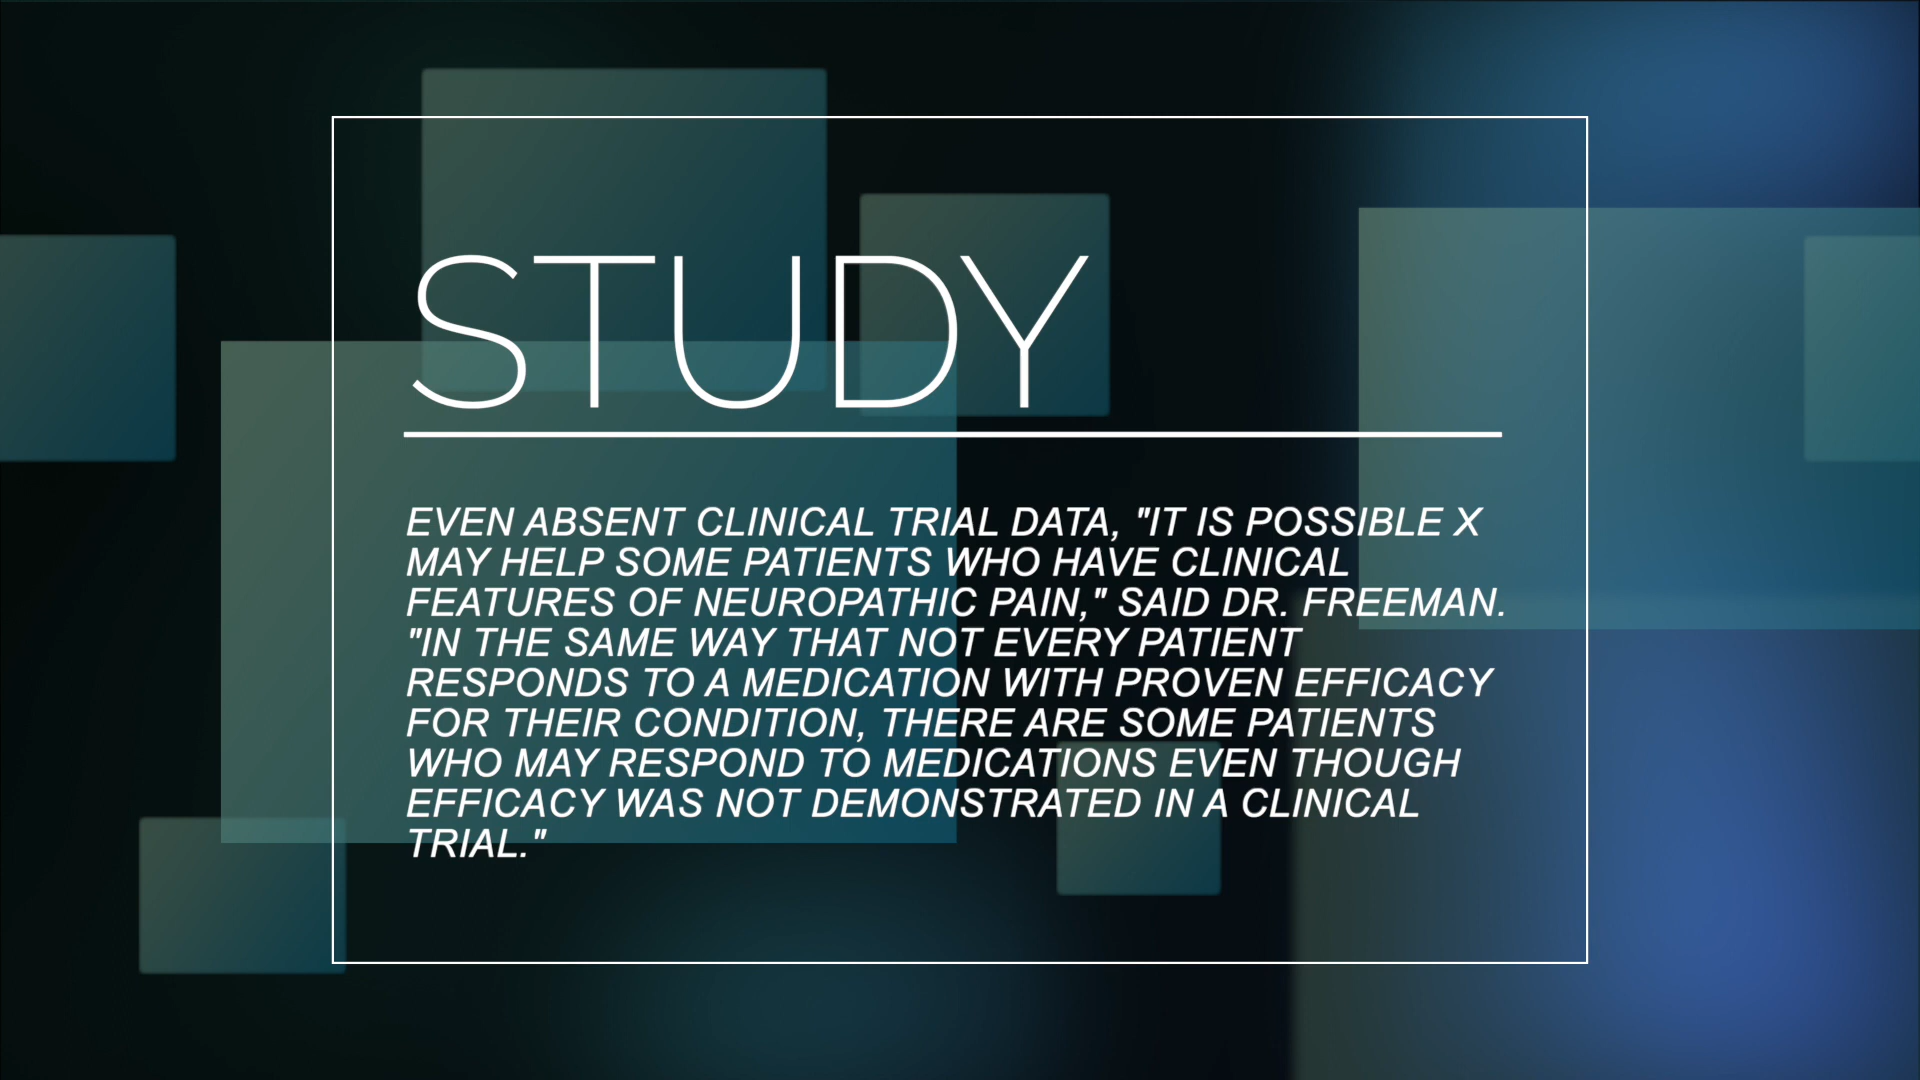 STUDY
EVEN ABSENT CLINICAL TRIAL DATA, "IT IS POSSIBLE X
MAY HELP SOME PATIENTS WHO HAVE CLINICAL
FEATURES OF NEUROPATHIC PAIN," SAID DR. FREEMAN.
"IN THE SAME WAY THAT NOT EVERY PATIENT
RESPONDS TO A MEDICATION WITH PROVEN EFFICACY
FOR THEIR CONDITION, THERE ARE SOME PATIENTS
WHO MAY RESPOND TO MEDICATIONS EVEN THOUGH
EFFICACY WAS NOT DEMONSTRATED IN A CLINICAL
TRIAL."